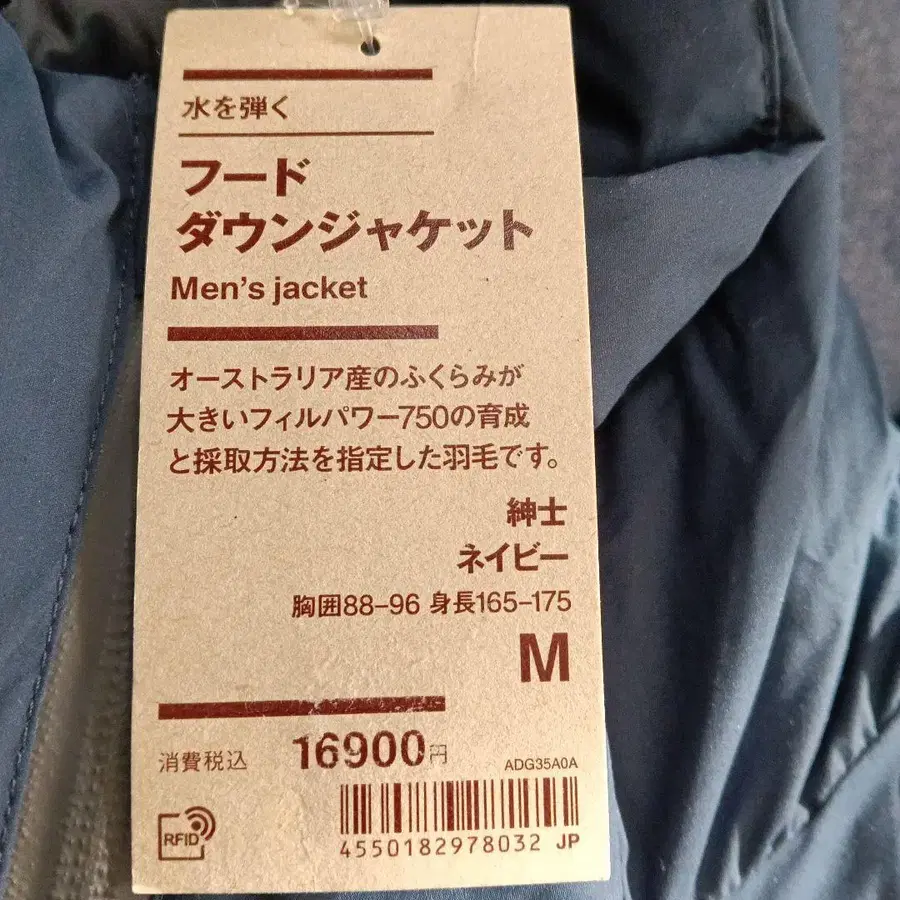 水を弾く
フード
ダウンジャケット
Men's jacket
オーストラリア産のふくらみが
大きいフィルパワー750の育成
と採取方法を指定した羽毛です。
紳士
ネイビー
胸囲88-96 身長165-175
M
消費税込 16900円
ADG35A0A
RFID
4550182978032 JP